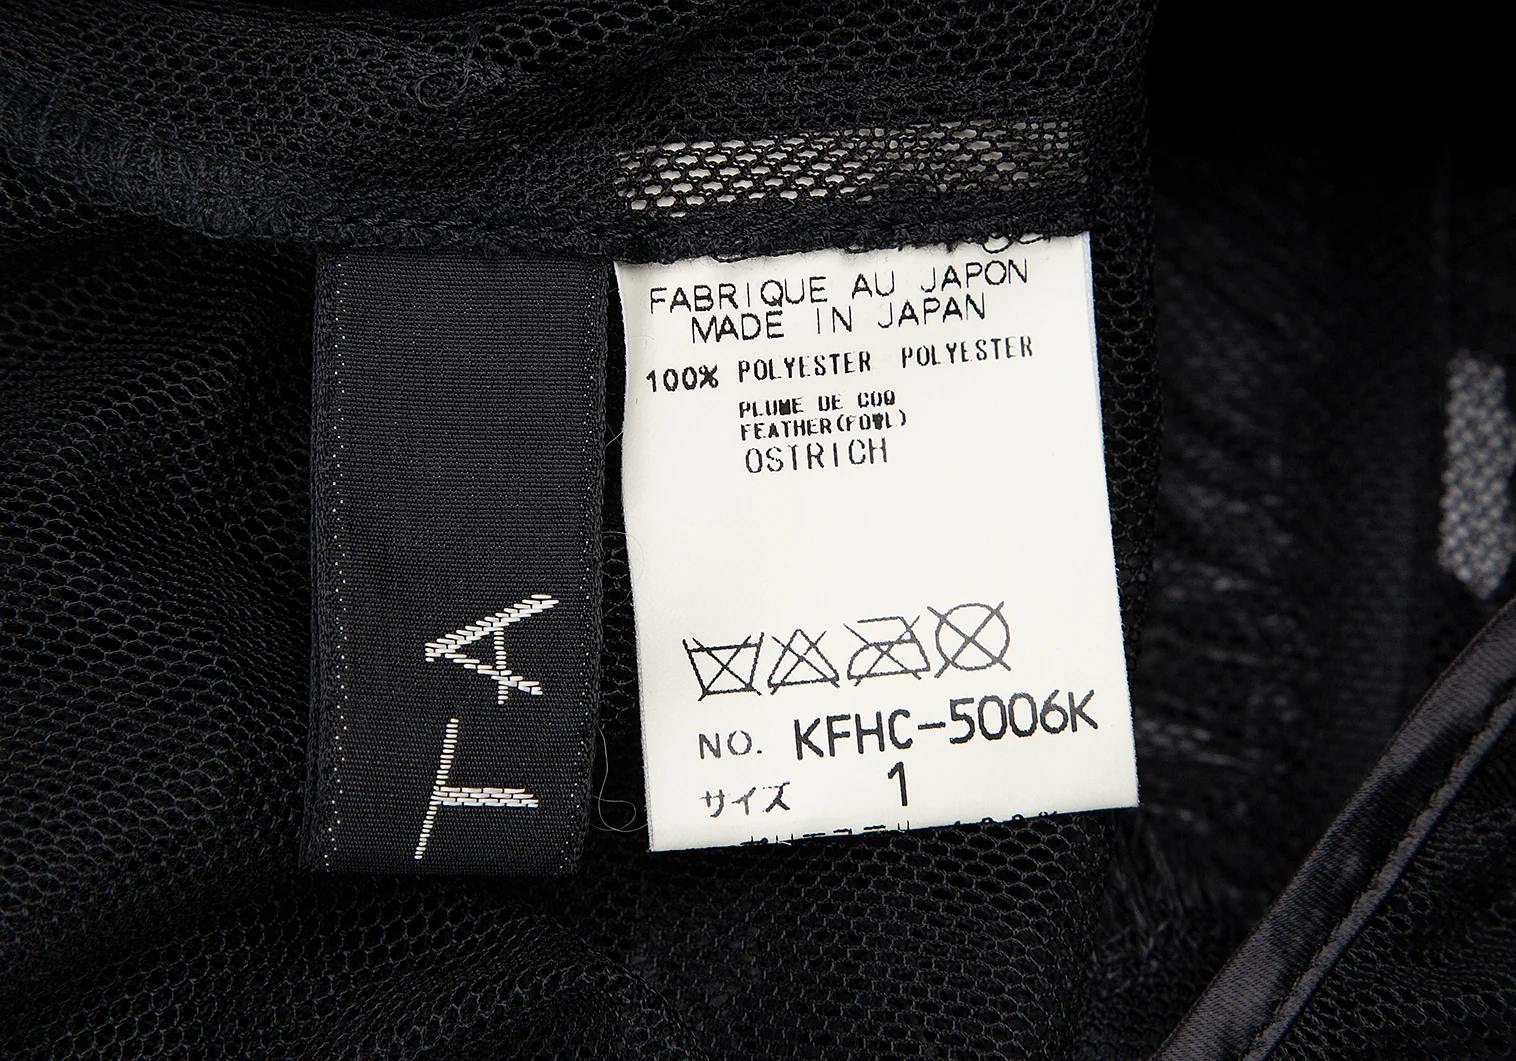 FABRIQUE AU JAPON
MADE IN JAPAN
100% POLYESTER POLYESTER
PLUME DE COQ
FEATHER(FOWL)
OSTRICH
NO. KFHC-5006K
サイズ 1
TA